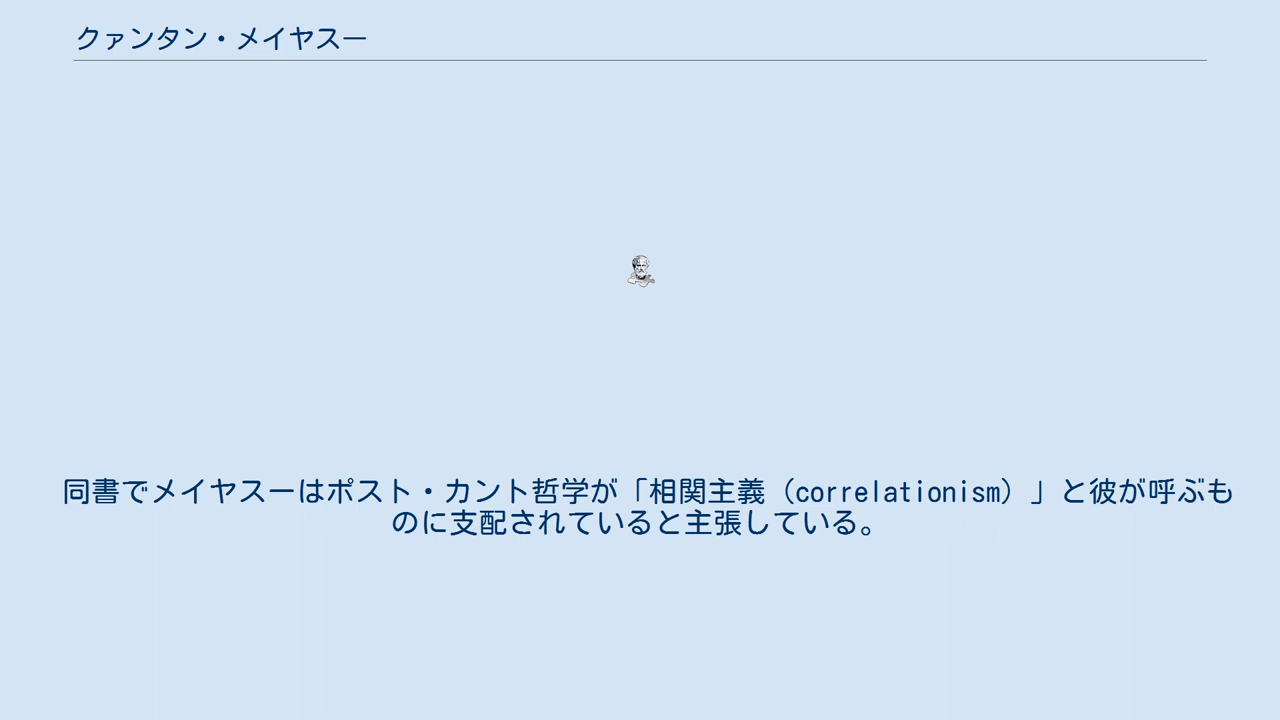 クァンタン・メイヤスー
同書でメイヤスーはポスト・カント哲学が「相関主義（correlationism）」と彼が呼ぶも
のに支配されていると主張している。